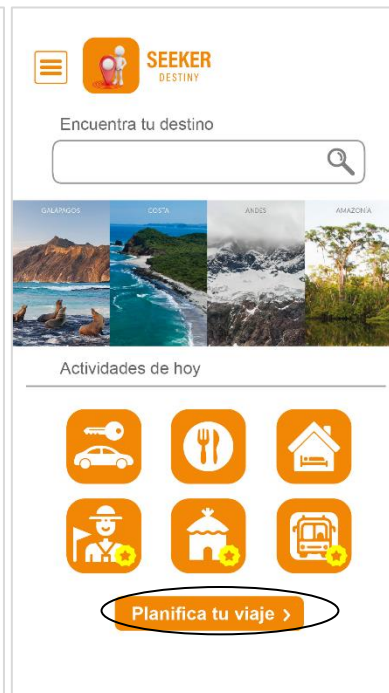 SEEKER
DESTINY
Encuentra tu destino
GALÁPAGOS COSTA ANDES AMAZONÍA
Actividades de hoy
Planifica tu viaje ›